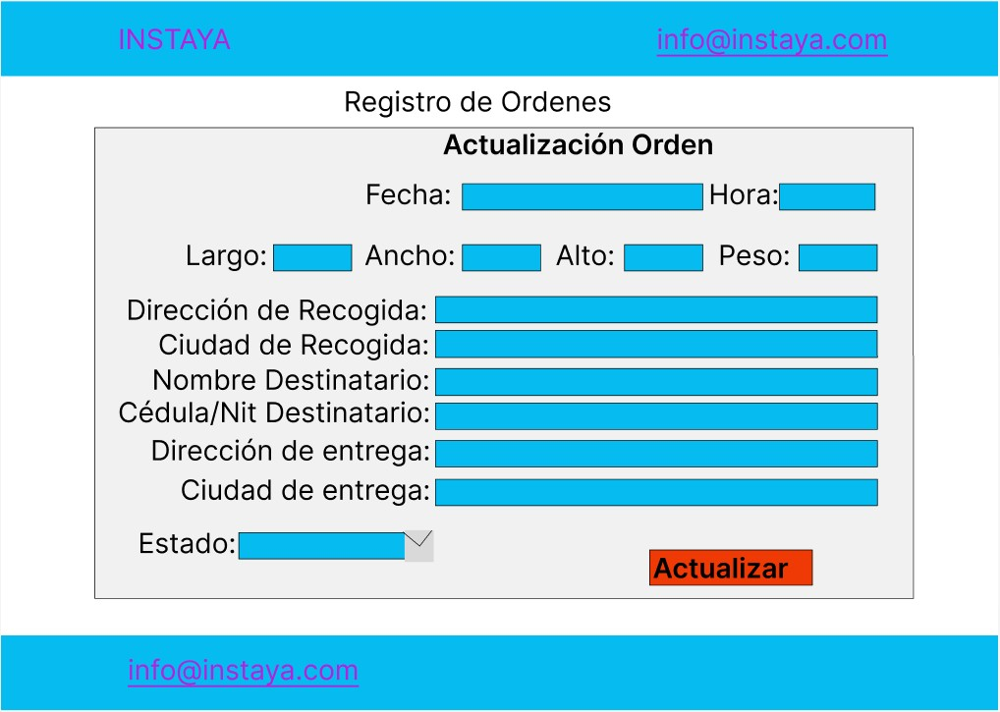 INSTAYA info@instaya.com
Registro de Ordenes
Actualización Orden
Fecha: Hora:
Largo: Ancho: Alto: Peso:
Dirección de Recogida:
Ciudad de Recogida:
Nombre Destinatario:
Cédula/Nit Destinatario:
Dirección de entrega:
Ciudad de entrega:
Estado:
Actualizar
info@instaya.com